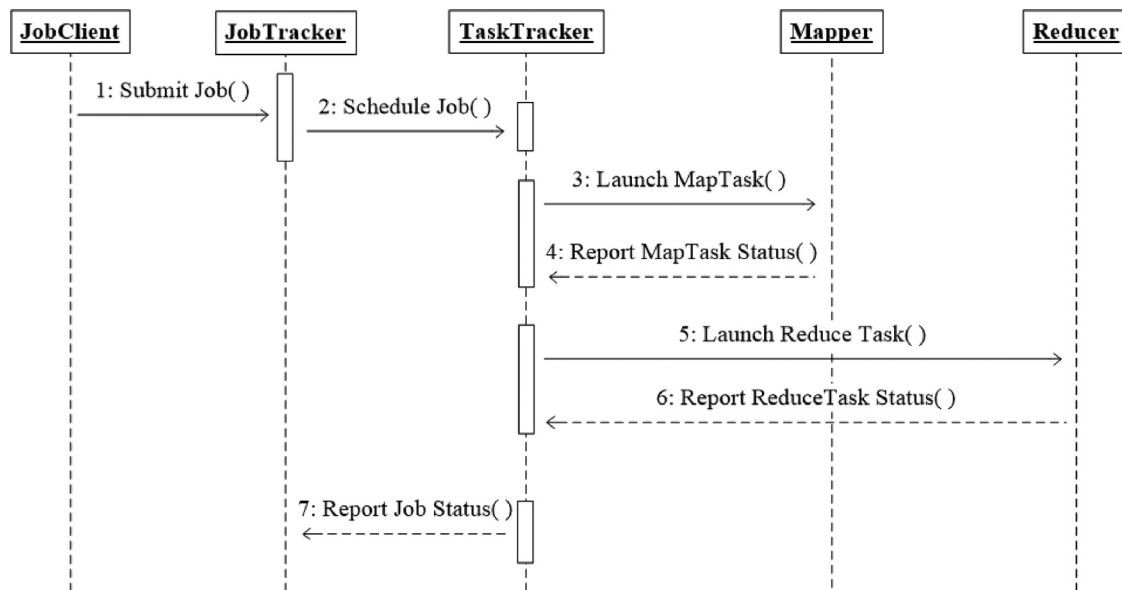 JobClient
JobTracker
TaskTracker
Mapper
Reducer
1: Submit Job( )
2: Schedule Job( )
3: Launch MapTask( )
4: Report MapTask Status( )
5: Launch Reduce Task( )
6: Report ReduceTask Status( )
7: Report Job Status( )